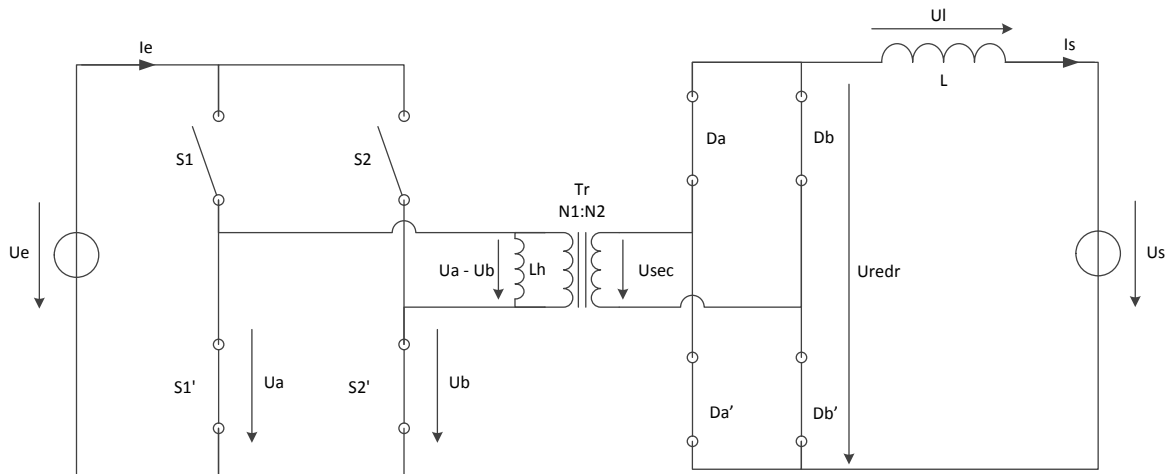 Ul
Ie
Is
L
S1
S2
Da
Db
Tr
N1:N2
Ue
Ua - Ub
Lh
Usec
Uredr
Us
S1'
Ua
S2'
Ub
Da’
Db’